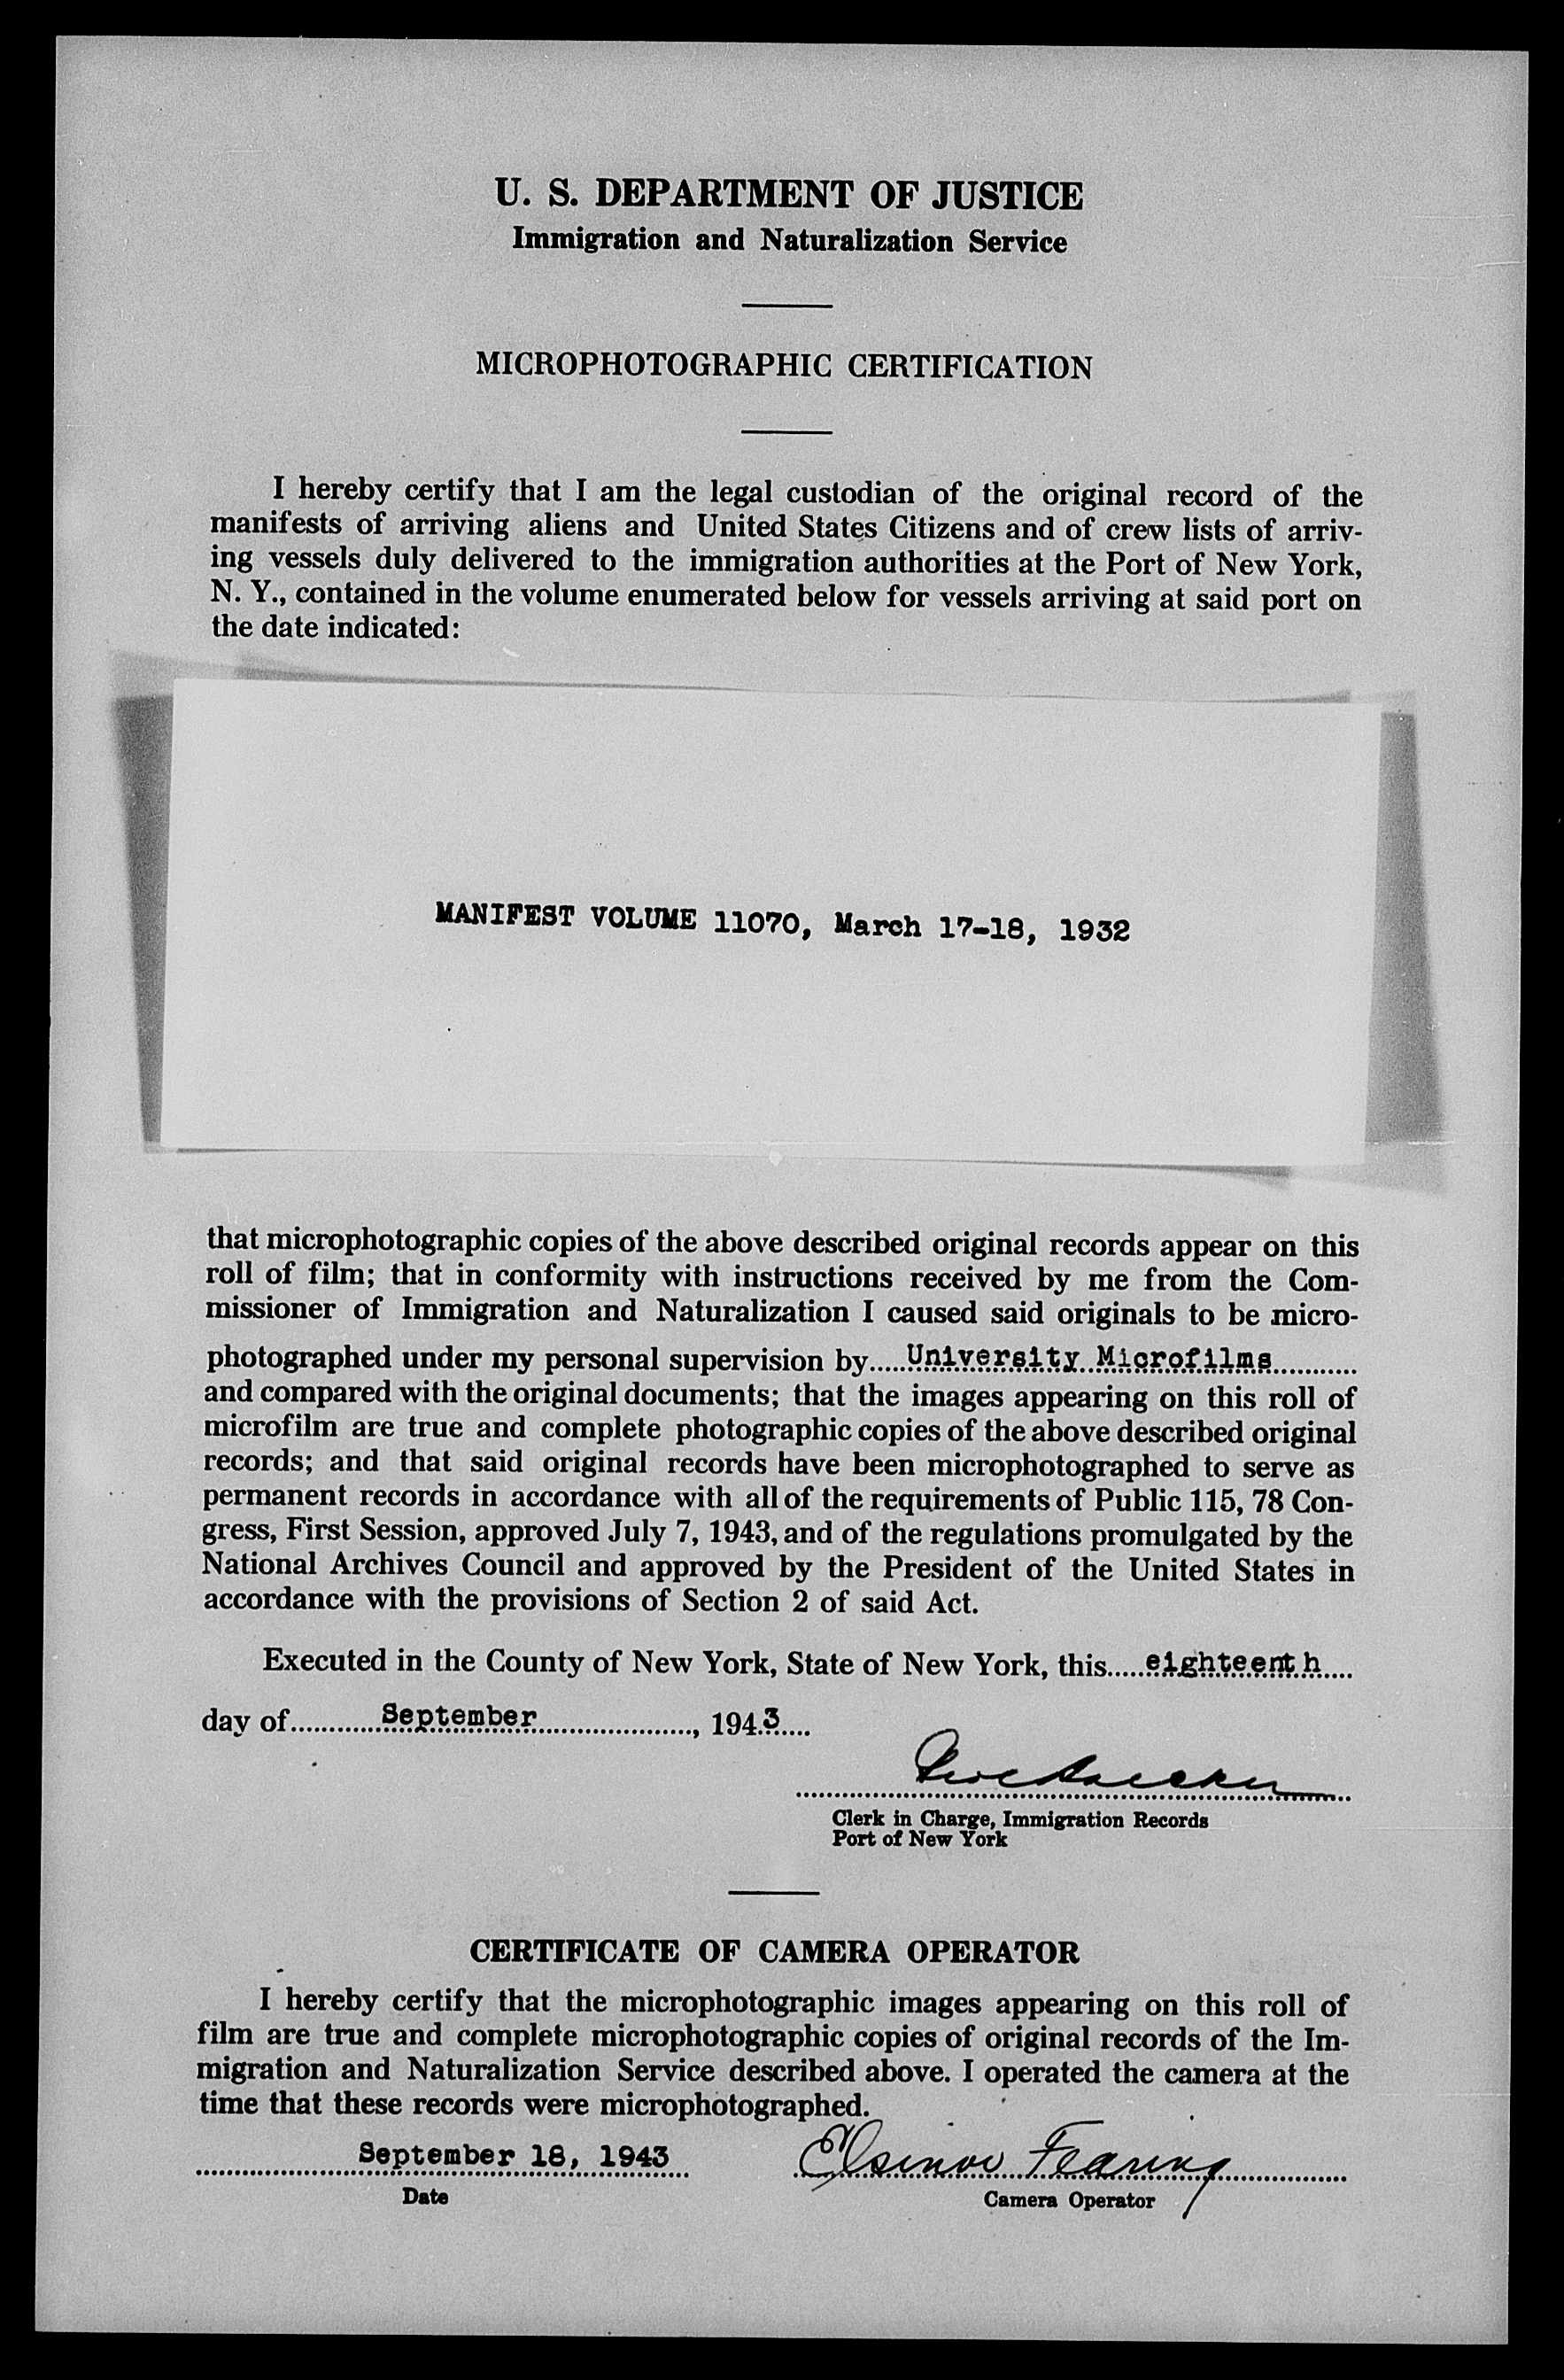 U. S. DEPARTMENT OF JUSTICE
Immigration and Naturalization Service
MICROPHOTOGRAPHIC CERTIFICATION
I hereby certify that I am the legal custodian of the original record of the
manifests of arriving aliens and United States Citizens and of crew lists of arriv-
ing vessels duly delivered to the immigration authorities at the Port of New York,
N. Y., contained in the volume enumerated below for vessels arriving at said port on
the date indicated:
MANIFEST VOLUME 11070, March 17-18, 1932
that microphotographic copies of the above described original records appear on this
roll of film; that in conformity with instructions received by me from the Com-
missioner of Immigration and Naturalization I caused said originals to be micro-
photographed under my personal supervision by University Microfilms
and compared with the original documents; that the images appearing on this roll of
microfilm are true and complete photographic copies of the above described original
records; and that said original records have been microphotographed to serve as
permanent records in accordance with all of the requirements of Public 115, 78 Con-
gress, First Session, approved July 7, 1943, and of the regulations promulgated by the
National Archives Council and approved by the President of the United States in
accordance with the provisions of Section 2 of said Act.
Executed in the County of New York, State of New York, this eighteenth
day of September, 1943
Clerk in Charge, Immigration Records
Port of New York
CERTIFICATE OF CAMERA OPERATOR
I hereby certify that the microphotographic images appearing on this roll of
film are true and complete microphotographic copies of original records of the Im-
migration and Naturalization Service described above. I operated the camera at the
time that these records were microphotographed.
September 18, 1943 Elsinor Fearing
Date Camera Operator